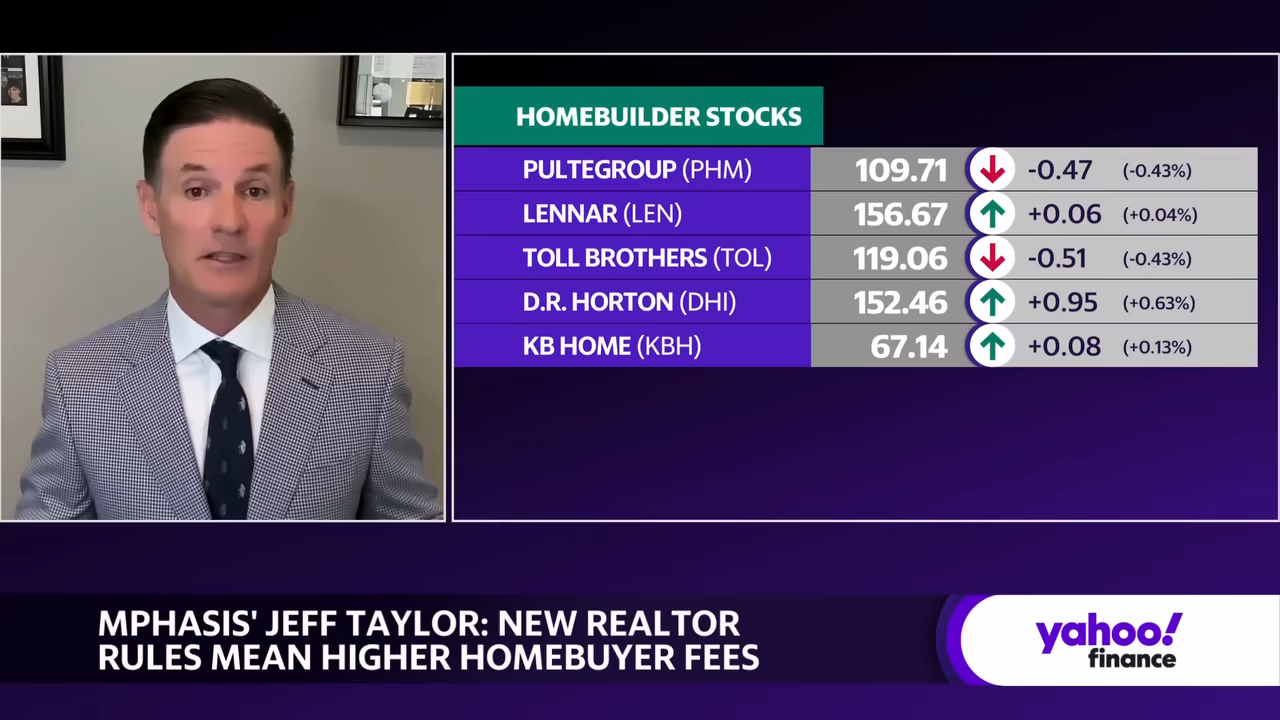 HOMEBUILDER STOCKS
PULTEGROUP (PHM) 109.71 -0.47 (-0.43%)
LENNAR (LEN) 156.67 +0.06 (+0.04%)
TOLL BROTHERS (TOL) 119.06 -0.51 (-0.43%)
D.R. HORTON (DHI) 152.46 +0.95 (+0.63%)
KB HOME (KBH) 67.14 +0.08 (+0.13%)
MPHASIS' JEFF TAYLOR: NEW REALTOR
RULES MEAN HIGHER HOMEBUYER FEES
yahoo!
finance